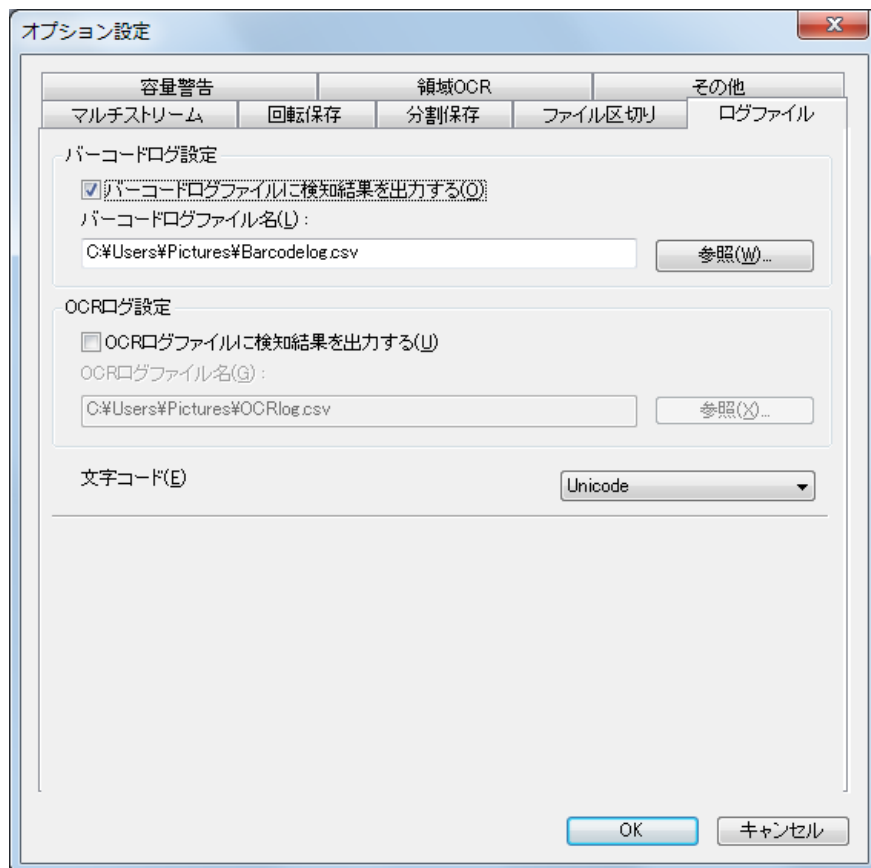 オプション設定
容量警告 領域OCR その他
マルチストリーム 回転保存 分割保存 ファイル区切り ログファイル
バーコードログ設定
バーコードログファイルに検知結果を出力する(O)
バーコードログファイル名(L):
C:¥Users¥Pictures¥Barcodelog.csv 参照(W)...
OCRログ設定
OCRログファイルに検知結果を出力する(U)
OCRログファイル名(G):
C:¥Users¥Pictures¥OCRlog.csv 参照(X)...
文字コード(E) Unicode
OK キャンセル